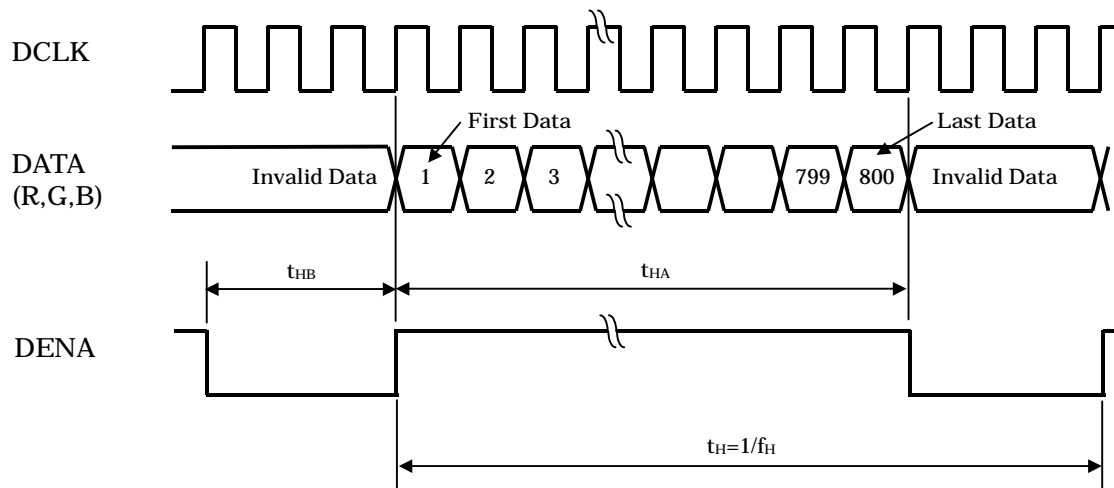 DCLK
First Data
Last Data
DATA
(R,G,B)
Invalid Data 1 2 3 799 800 Invalid Data
tHB tHA
DENA
tH=1/fH